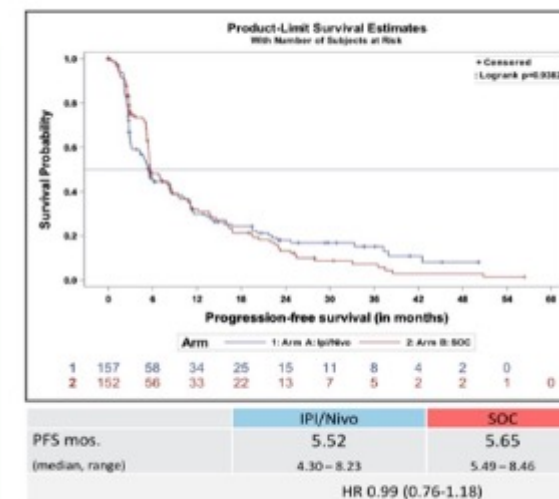 Product-Limit Survival Estimates
With Number of Subjects at Risk
+ Censored
Logrank p=0.9382
Survival Probability
1.0
0.8
0.6
0.4
0.2
0.0
0 6 12 18 24 30 36 42 48 54 60
Progression-free survival (in months)
Arm 1: Arm A: Ipi/Nivo 2: Arm B: SOC
1 157 58 34 25 15 11 8 4 2 0
2 152 56 33 22 13 7 5 2 2 1 0
IPI/Nivo SOC
PFS mos. 5.52 5.65
(median, range) 4.30 – 8.23 5.49 – 8.46
HR 0.99 (0.76-1.18)